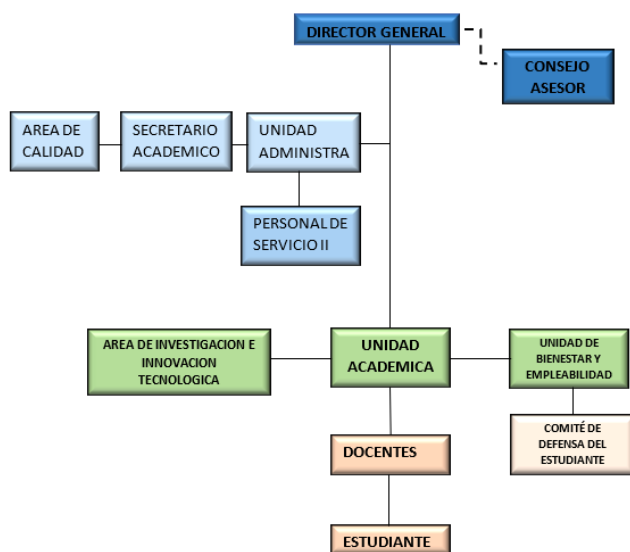 DIRECTOR GENERAL
CONSEJO
ASESOR
AREA DE
CALIDAD
SECRETARIO
ACADEMICO
UNIDAD
ADMINISTRA
PERSONAL DE
SERVICIO II
AREA DE INVESTIGACION E
INNOVACION
TECNOLOGICA
UNIDAD
ACADEMICA
UNIDAD DE
BIENESTAR Y
EMPLEABILIDAD
COMITÉ DE
DEFENSA DEL
ESTUDIANTE
DOCENTES
ESTUDIANTE